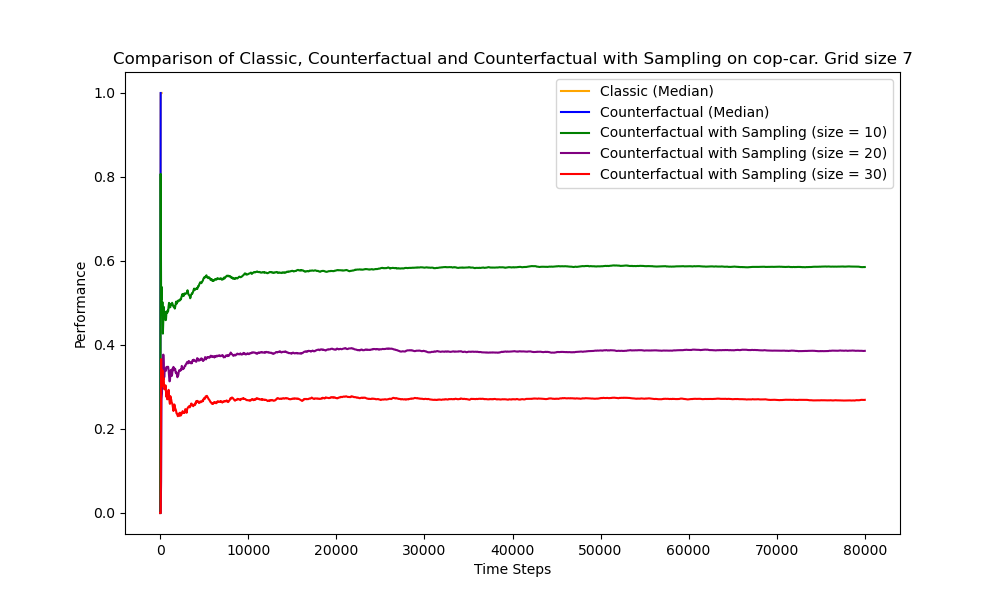 Comparison of Classic, Counterfactual and Counterfactual with Sampling on cop-car. Grid size 7
Classic (Median)
Counterfactual (Median)
Counterfactual with Sampling (size = 10)
Counterfactual with Sampling (size = 20)
Counterfactual with Sampling (size = 30)
1.0
0.8
0.6
0.4
0.2
0.0
Performance
0 10000 20000 30000 40000 50000 60000 70000 80000
Time Steps